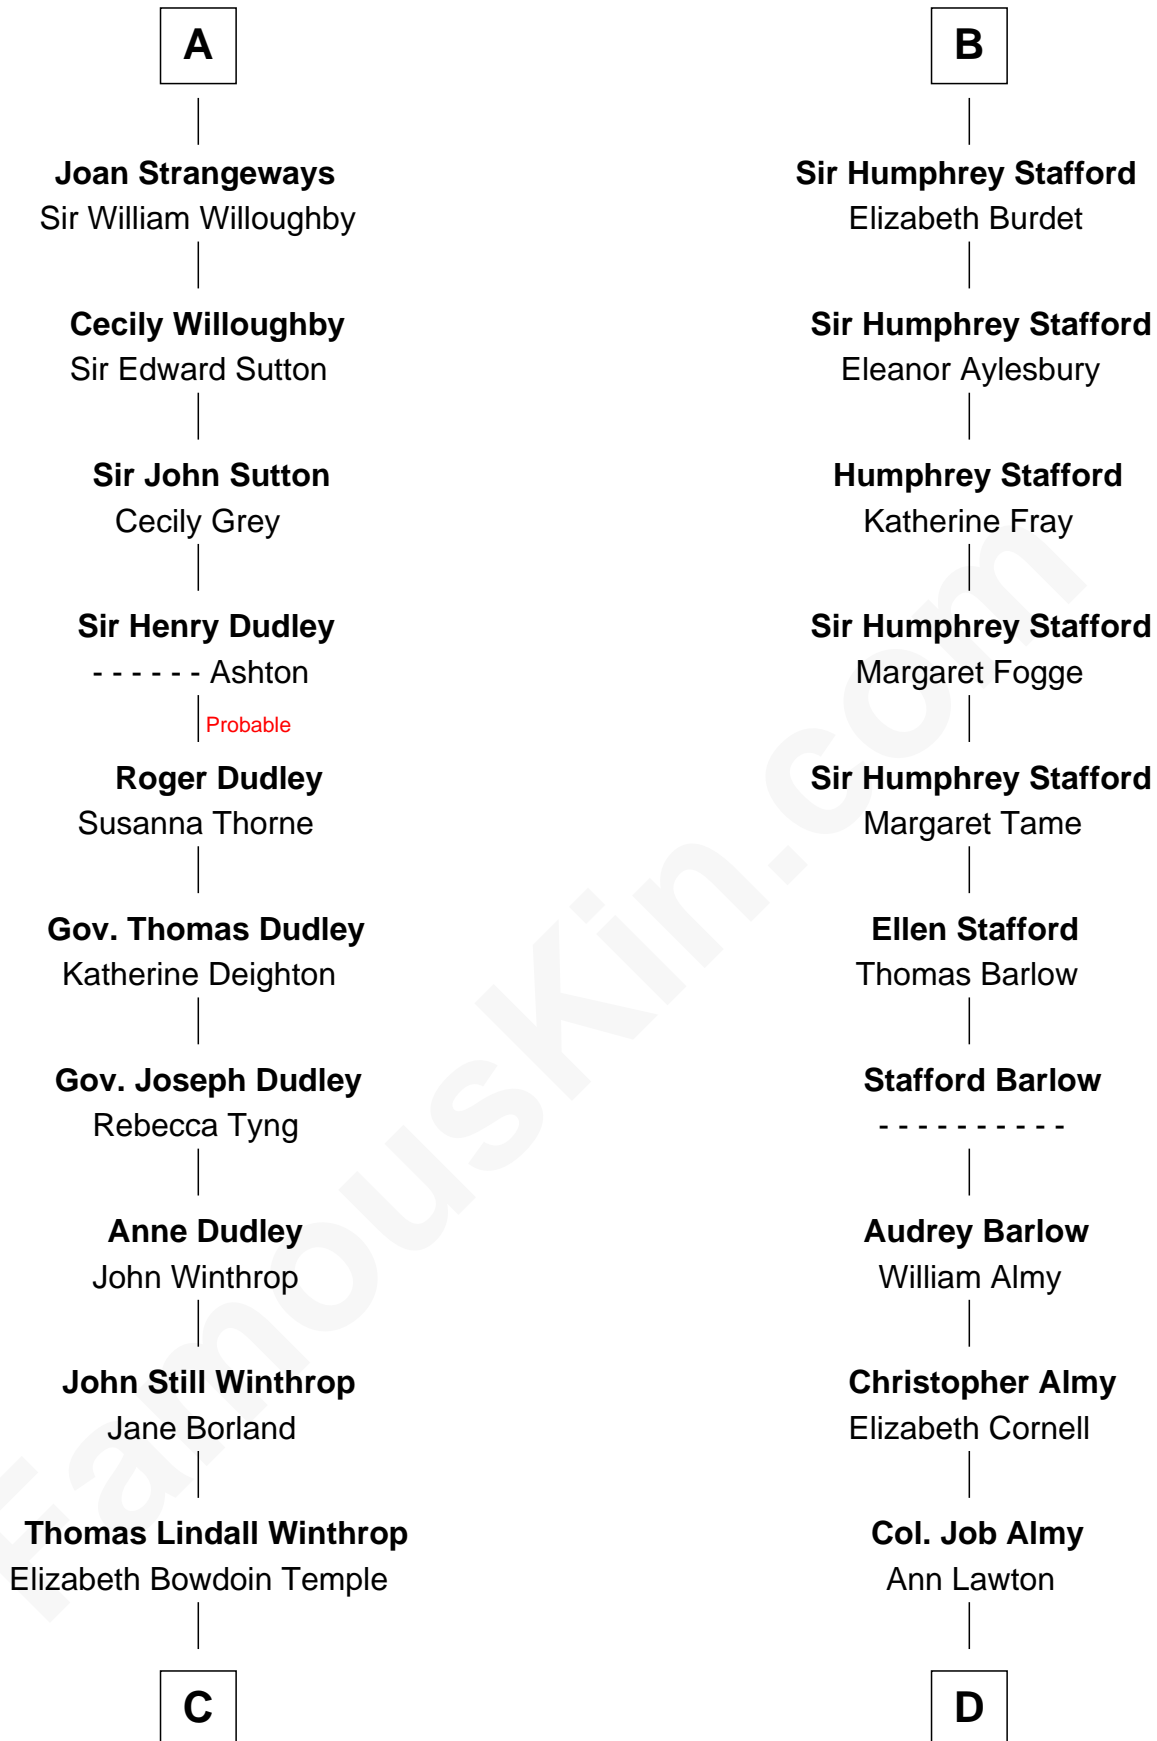 A
Joan Strangeways
Sir William Willoughby
Cecily Willoughby
Sir Edward Sutton
Sir John Sutton
Cecily Grey
Sir Henry Dudley
- - - - - - Ashton
Probable
Roger Dudley
Susanna Thorne
Gov. Thomas Dudley
Katherine Deighton
Gov. Joseph Dudley
Rebecca Tyng
Anne Dudley
John Winthrop
John Still Winthrop
Jane Borland
Thomas Lindall Winthrop
Elizabeth Bowdoin Temple
C
B
Sir Humphrey Stafford
Elizabeth Burdet
Sir Humphrey Stafford
Eleanor Aylesbury
Humphrey Stafford
Katherine Fray
Sir Humphrey Stafford
Margaret Fogge
Sir Humphrey Stafford
Margaret Tame
Ellen Stafford
Thomas Barlow
Stafford Barlow
- - - - - - - - - -
Audrey Barlow
William Almy
Christopher Almy
Elizabeth Cornell
Col. Job Almy
Ann Lawton
D
FamousKin.com